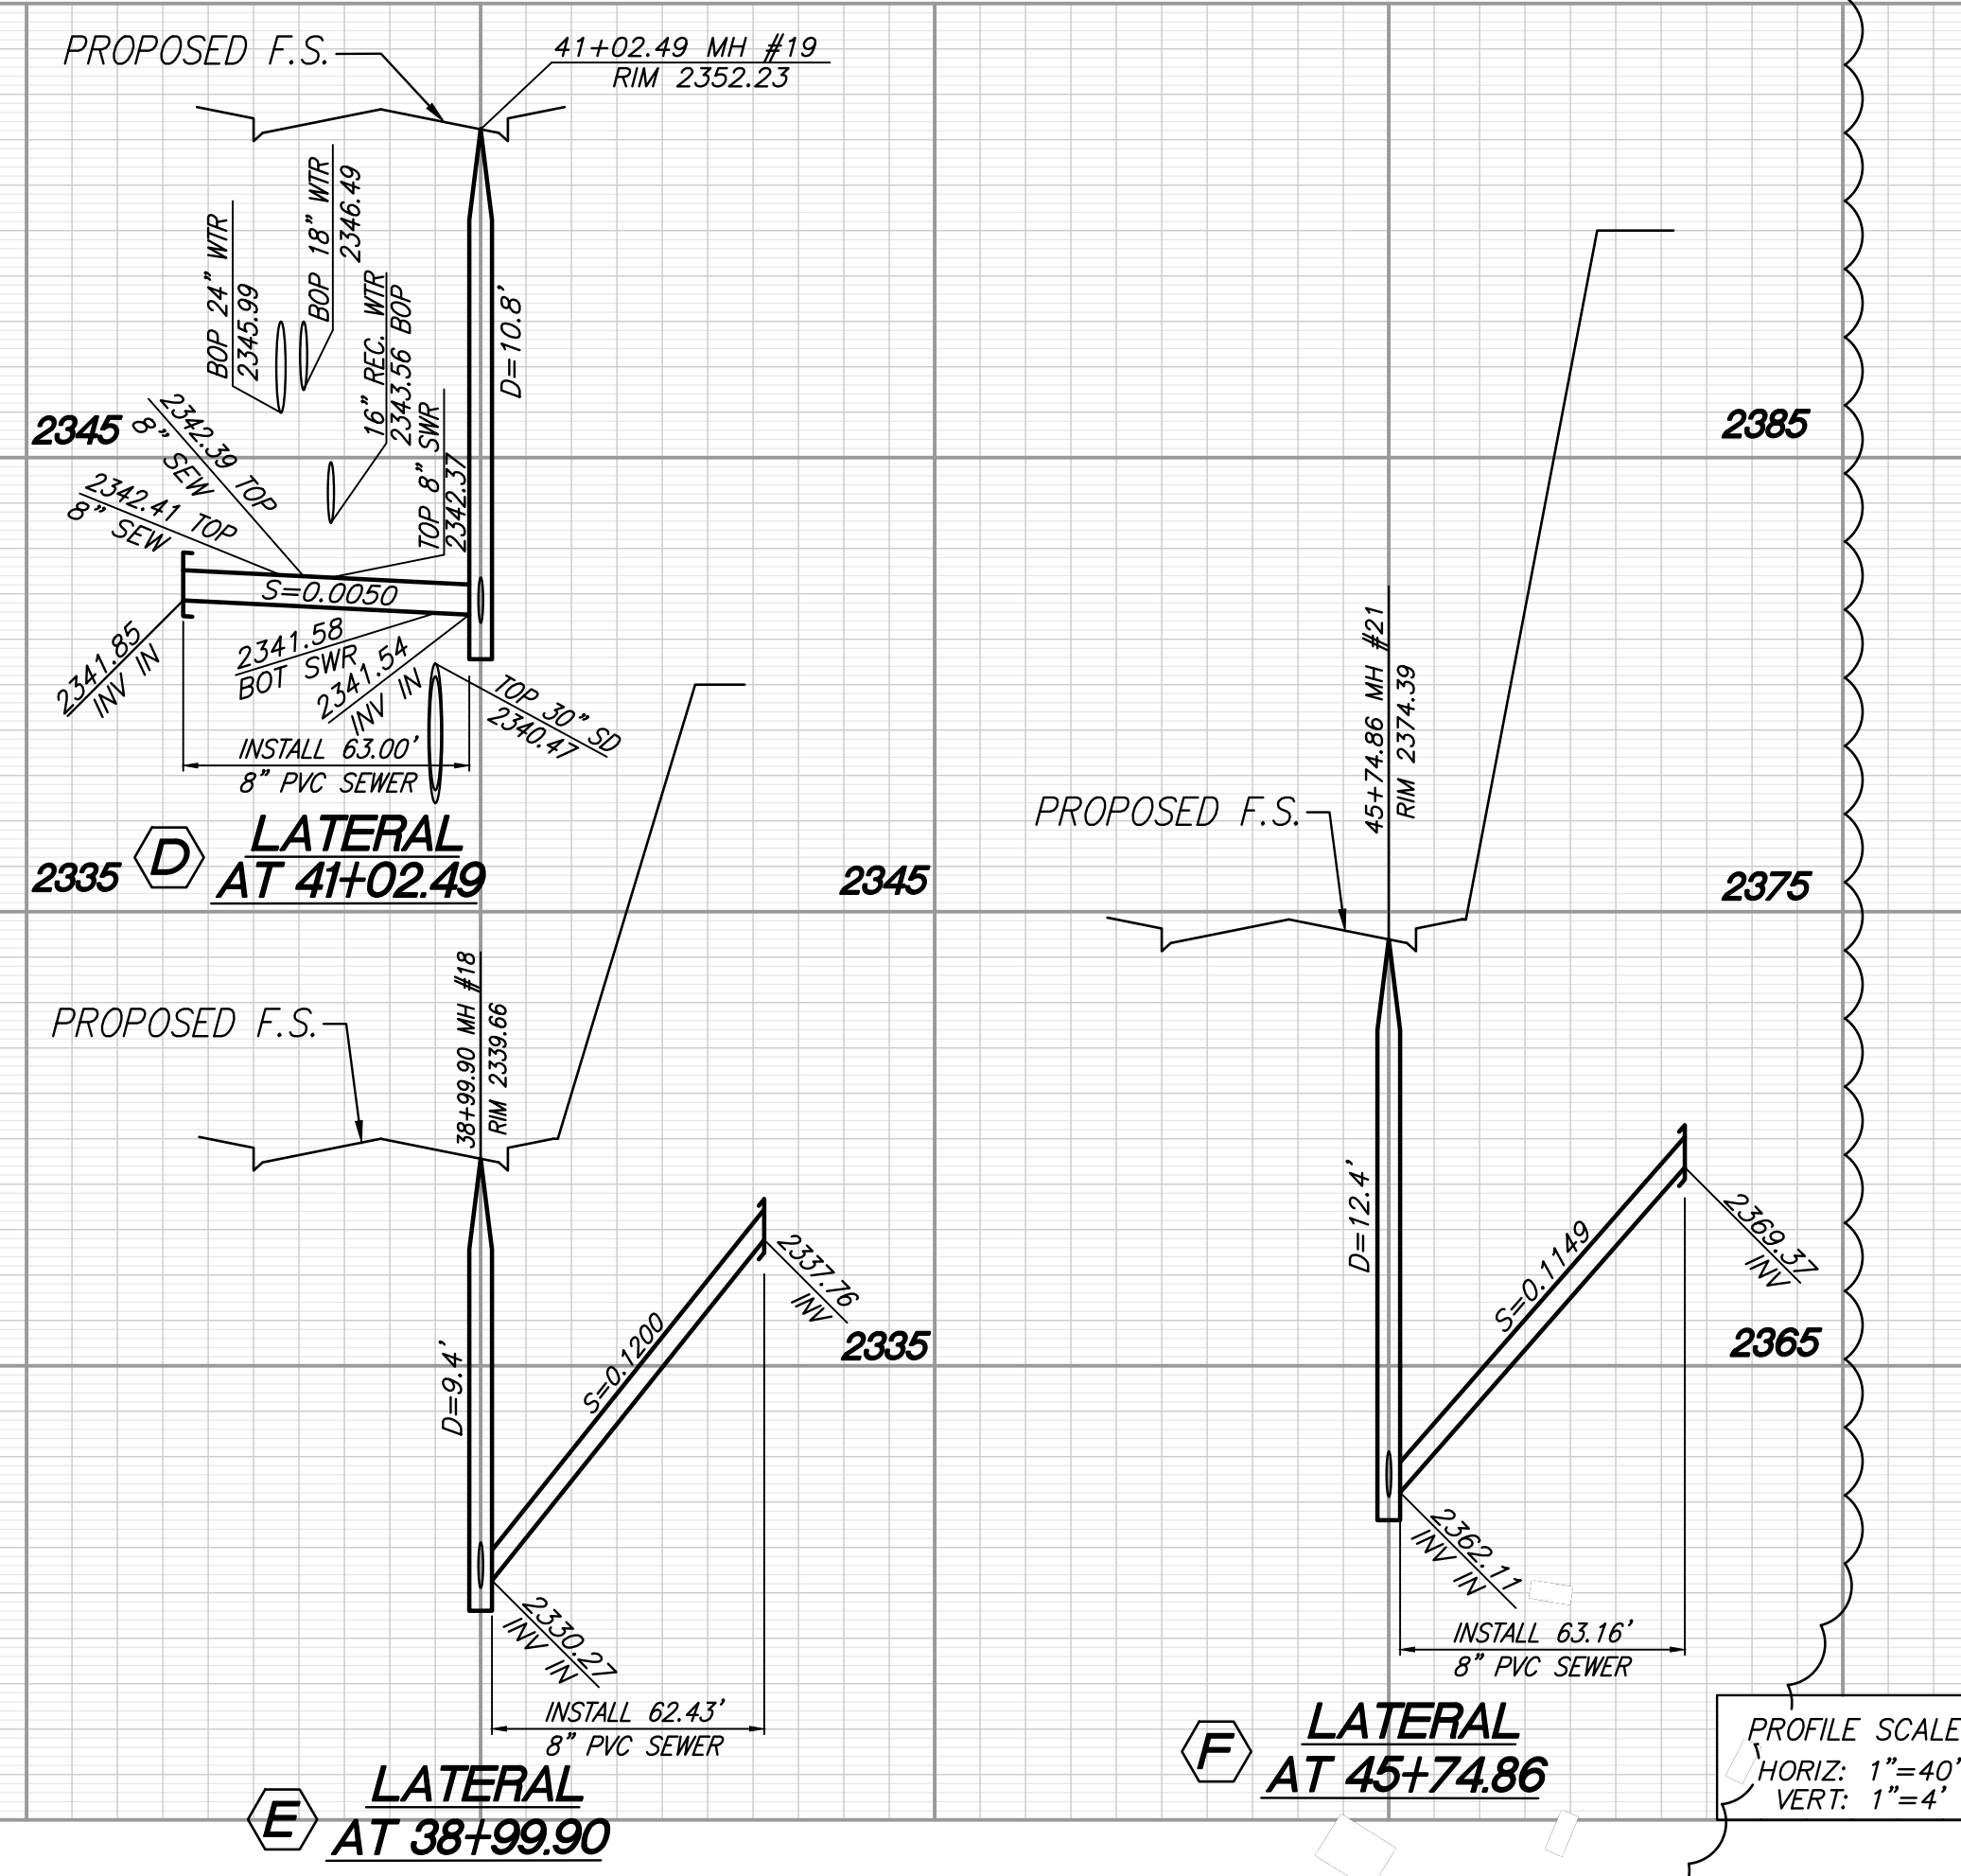 PROPOSED F.S.
41+02.49 MH #19
RIM 2352.23
BOP 24" WTR
2345.99
BOP 18" WTR
2346.49
16" REC. WTR
2343.56 BOP
TOP 8" SWR
2342.37
D=10.8'
2345
2342.39 TOP
8" SEW
2342.41 TOP
8" SEW
S=0.0050
2341.85
INV IN
2341.58
BOT SWR
2341.54
INV IN
TOP 30" SD
2340.47
INSTALL 63.00'
8" PVC SEWER
2335
D
LATERAL
AT 41+02.49
2345
PROPOSED F.S.
38+99.90 MH #18
RIM 2339.66
D=9.4'
S=0.1200
2337.76
INV
2335
2330.27
INV IN
INSTALL 62.43'
8" PVC SEWER
E
LATERAL
AT 38+99.90
2385
45+74.86 MH #21
RIM 2374.39
PROPOSED F.S.
2375
D=12.4'
S=0.1149
2369.37
INV
2365
2362.11
INV IN
INSTALL 63.16'
8" PVC SEWER
F
LATERAL
AT 45+74.86
PROFILE SCALE
HORIZ: 1"=40'
VERT: 1"=4'